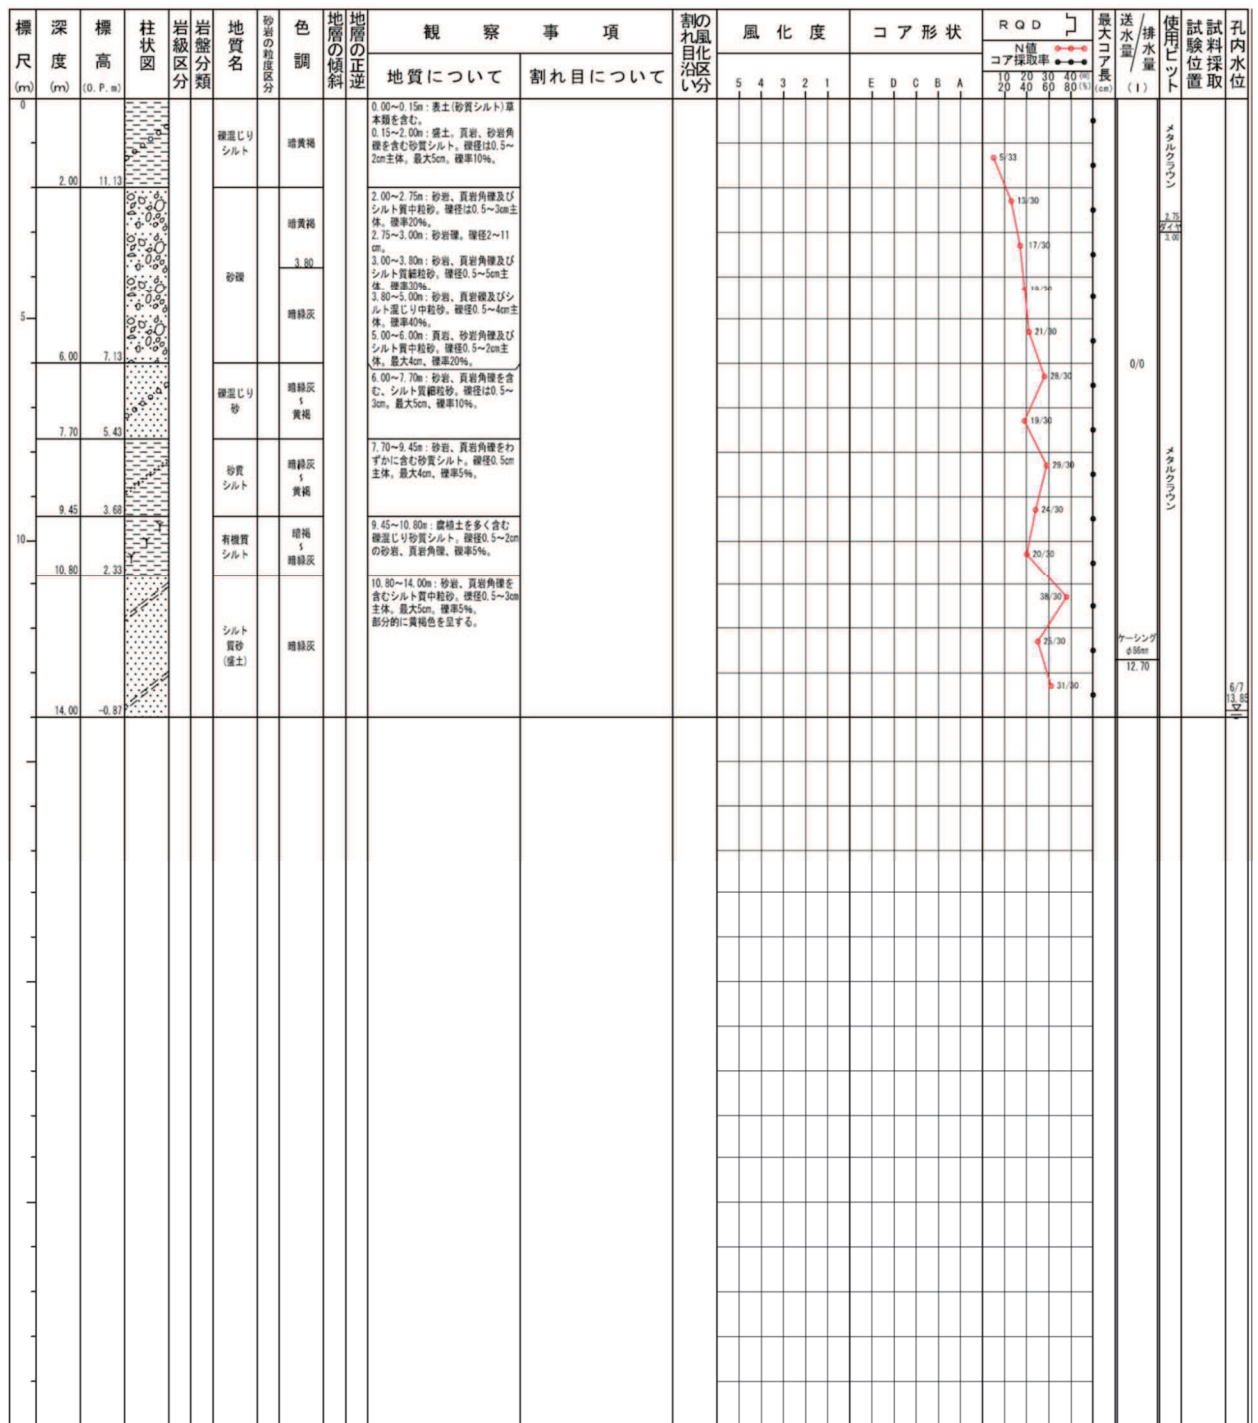 標尺(m)
深度(m)
標高(O.P.m)
柱状図
岩級区分
岩盤分類
地質名
砂岩の粒度区分
色調
地層の傾斜
地層の正逆
観察事項
地質について
割れ目について
割れ目沿いの風化区分
風化度
5 4 3 2 1
コア形状
E D C B A
RQD
N値
コア採取率
10 20 30 40 (回)
20 40 60 80 (%)
最大コア長(cm)
送水量/排水量(l)
使用ビット
試験位置
試料採取
孔内水位
0
礫混じり
シルト
暗黄褐
0.00～0.15m:表土(砂質シルト)草
本類を含む。
0.15～2.00m:盛土。頁岩、砂岩角
礫を含む砂質シルト。礫径は0.5～
2cm主体。最大5cm。礫率10%。
5/33
メタルクラウン
2.00 11.13
砂礫
暗黄褐
3.80
暗緑灰
2.00～2.75m:砂岩、頁岩角礫及び
シルト質中粒砂。礫径は0.5～3cm主
体。礫率20%。
2.75～3.00m:砂岩礫。礫径2～11
cm。
3.00～3.80m:砂岩、頁岩角礫及び
シルト質細粒砂。礫径0.5～5cm主
体。礫率30%。
3.80～5.00m:砂岩、頁岩礫及びシ
ルト混じり中粒砂。礫径0.5～4cm主
体。礫率40%。
5.00～6.00m:頁岩、砂岩角礫及び
シルト質中粒砂。礫径0.5～2cm主
体。最大4cm、礫率20%。
13/30
17/30
19/30
21/30
2.75
ダイヤ
3.00
5
6.00 7.13
0/0
礫混じり
砂
暗緑灰
～
黄褐
6.00～7.70m:砂岩、頁岩角礫を含
む、シルト質細粒砂。礫径は0.5～
3cm。最大5cm、礫率10%。
28/30
19/30
7.70 5.43
砂質
シルト
暗緑灰
～
黄褐
7.70～9.45m:砂岩、頁岩角礫をわ
ずかに含む砂質シルト。礫径0.5cm
主体。最大4cm、礫率5%。
29/30
24/30
メタルクラウン
9.45 3.68
10
有機質
シルト
暗褐
～
暗緑灰
9.45～10.80m:腐植土を多く含む
礫混じり砂質シルト。礫径0.5～2cm
の砂岩、頁岩角礫、礫率5%。
20/30
10.80 2.33
シルト
質砂
(盛土)
暗緑灰
10.80～14.00m:砂岩、頁岩角礫を
含むシルト質中粒砂。礫径0.5～3cm
主体。最大5cm。礫率5%。
部分的に黄褐色を呈する。
38/30
25/30
31/30
ケーシング
φ86mm
12.70
6/7
13.85
14.00 -0.87